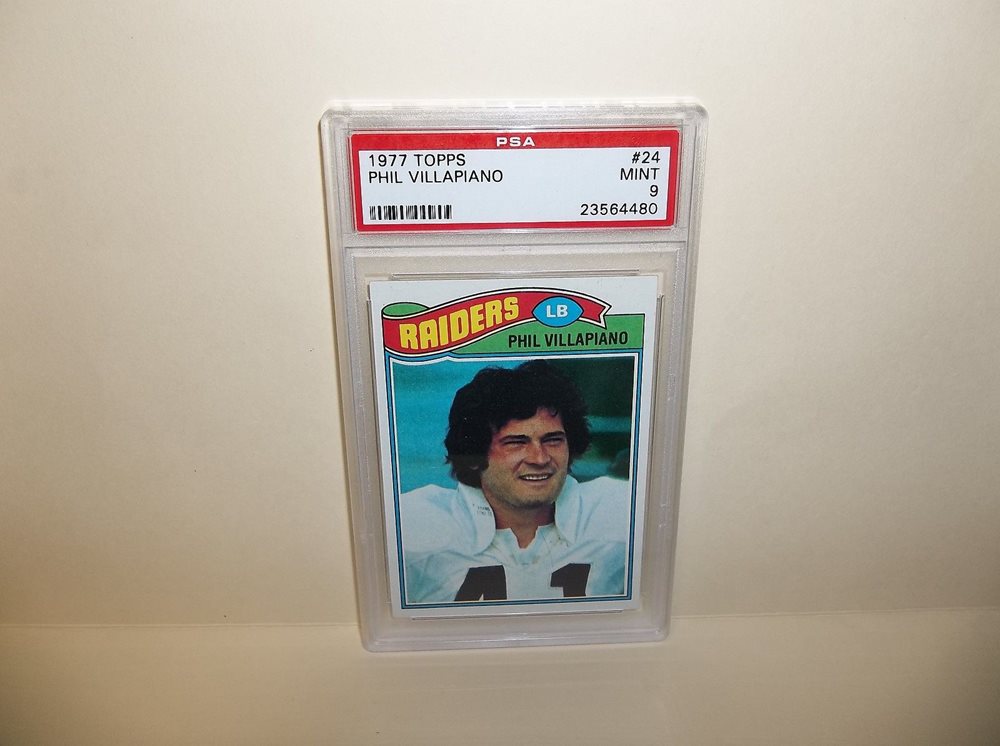 PSA
1977 TOPPS #24
PHIL VILLAPIANO MINT
9
23564480
RAIDERS LB
PHIL VILLAPIANO
41